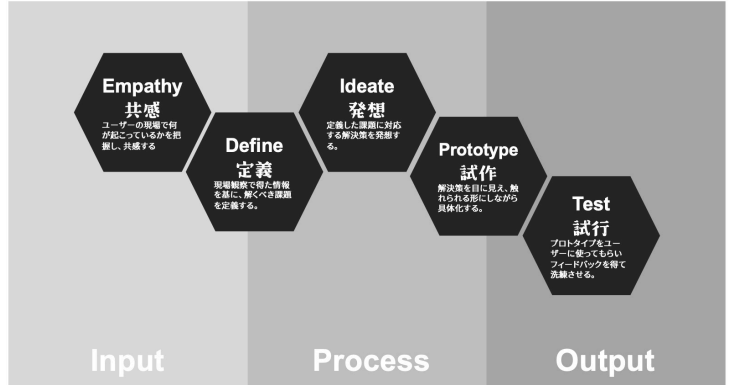 Empathy
共感
ユーザーの現場で何
が起こっているかを把
握し、共感する
Define
定義
現場観察で得た情報
を基に、解くべき課題
を定義する。
Ideate
発想
定義した課題に対応
する解決策を発想す
る。
Prototype
試作
解決策を目に見え、触
れられる形にしながら
具体化する。
Test
試行
プロトタイプをユー
ザーに使ってもらい
フィードバックを得て
洗練させる。
Input
Process
Output